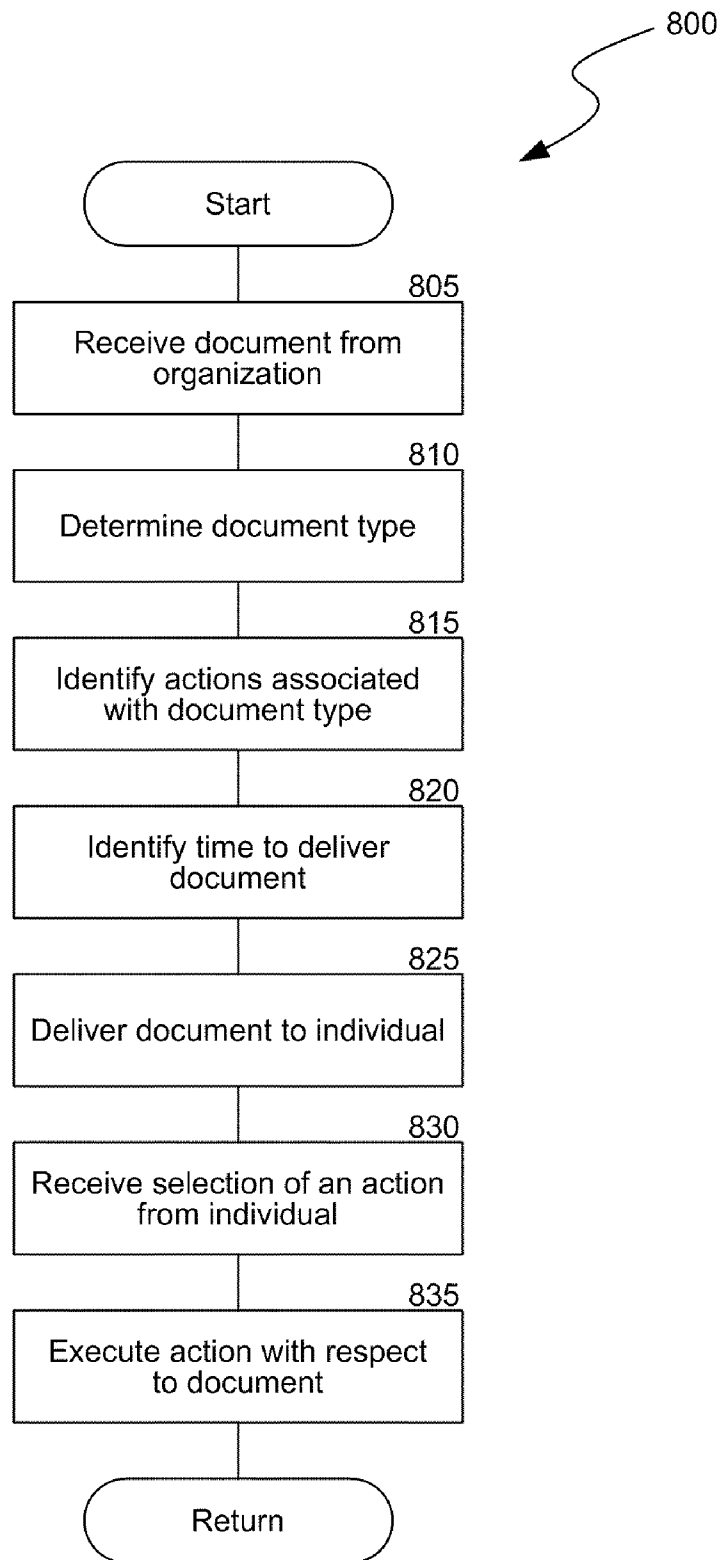 800
Start
805
Receive document from
organization
810
Determine document type
815
Identify actions associated
with document type
820
Identify time to deliver
document
825
Deliver document to individual
830
Receive selection of an action
from individual
835
Execute action with respect
to document
Return